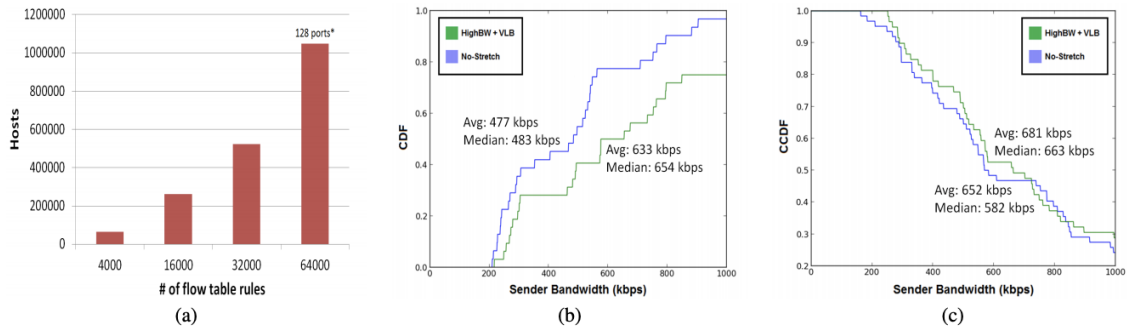 1200000
1000000
800000
600000
400000
200000
0
Hosts
128 ports*
4000 16000 32000 64000
# of flow table rules
(a)
1.0
0.8
0.6
0.4
0.2
0.0
CDF
HighBW + VLB
No-Stretch
Avg: 477 kbps
Median: 483 kbps
Avg: 633 kbps
Median: 654 kbps
0 200 400 600 800 1000
Sender Bandwidth (kbps)
(b)
1.0
0.9
0.8
0.7
0.6
0.5
0.4
0.3
0.2
CCDF
HighBW + VLB
No-Stretch
Avg: 681 kbps
Median: 663 kbps
Avg: 652 kbps
Median: 582 kbps
0 200 400 600 800 1000
Sender Bandwidth (kbps)
(c)